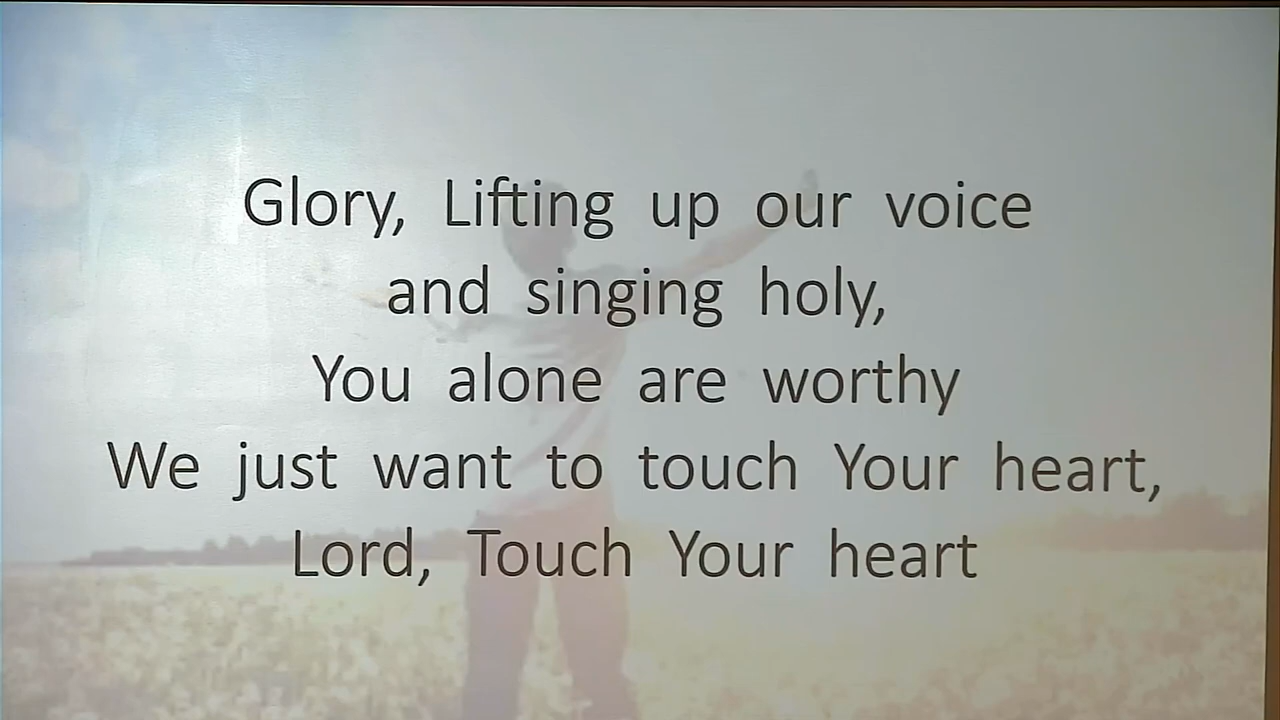 Glory, Lifting up our voice
and singing holy,
You alone are worthy
We just want to touch Your heart,
Lord, Touch Your heart